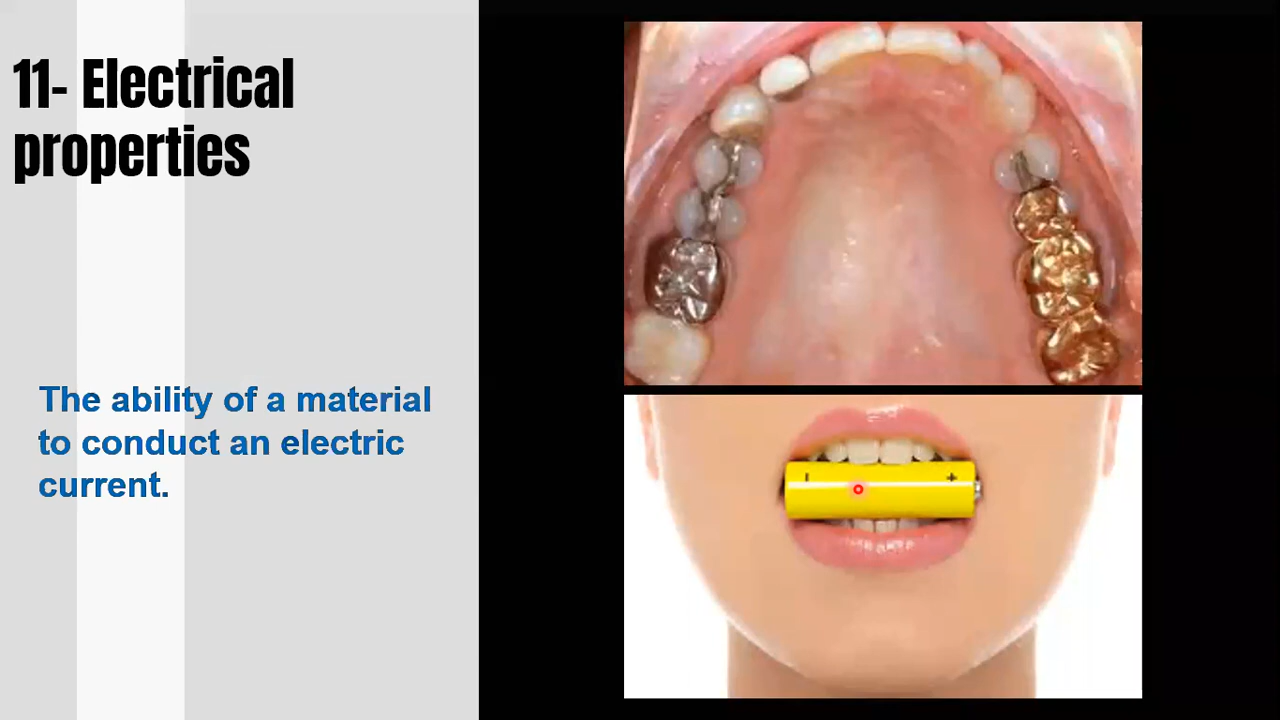 11- Electrical
properties
The ability of a material
to conduct an electric
current.
- +